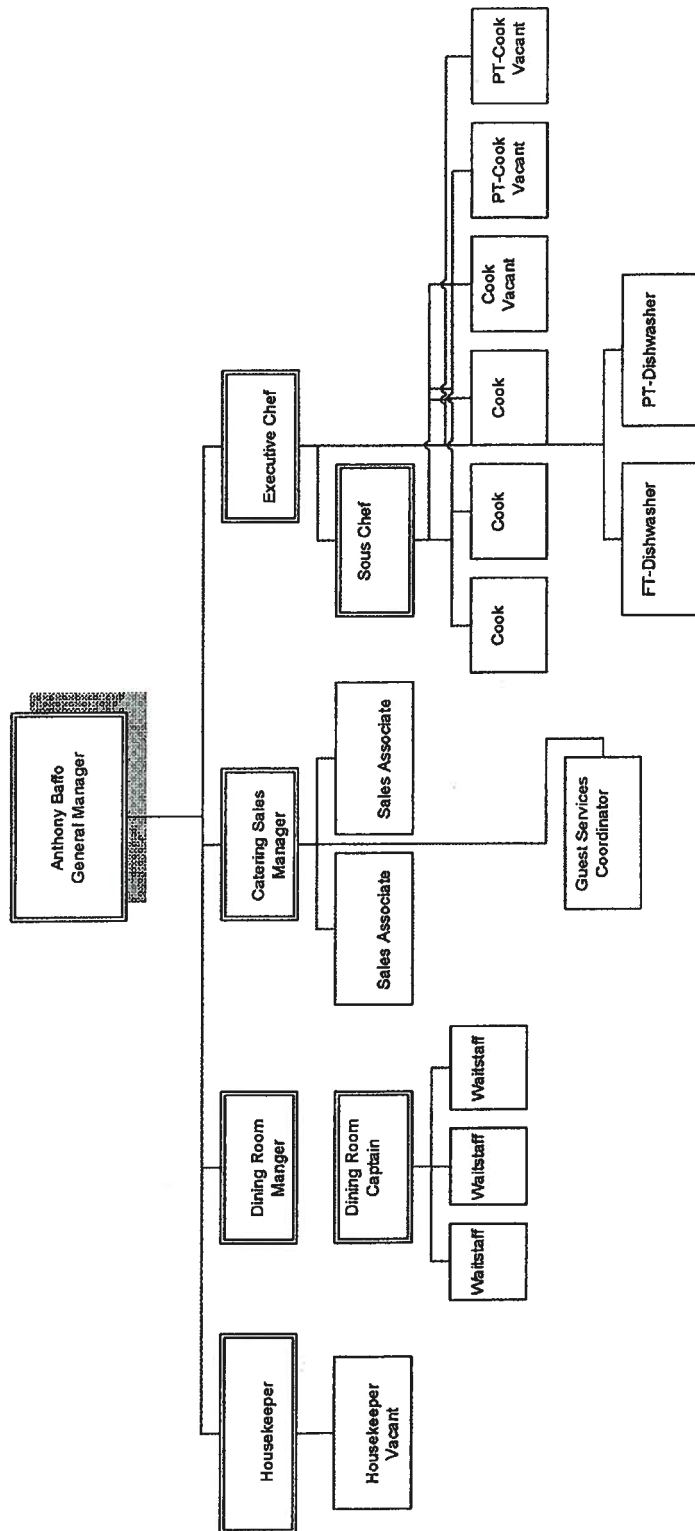 Anthony Baffo
General Manager
Housekeeper
Dining Room
Manger
Catering Sales
Manager
Executive Chef
Housekeeper
Vacant
Dining Room
Captain
Sales Associate
Sales Associate
Sous Chef
Waitstaff
Waitstaff
Waitstaff
Cook
Cook
Cook
Cook
Vacant
PT-Cook
Vacant
PT-Cook
Vacant
Guest Services
Coordinator
FT-Dishwasher
PT-Dishwasher